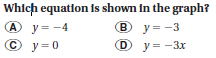 Which equation is shown in the graph?
Ⓐ y = −4 Ⓑ y = −3
Ⓒ y = 0 Ⓓ y = −3x